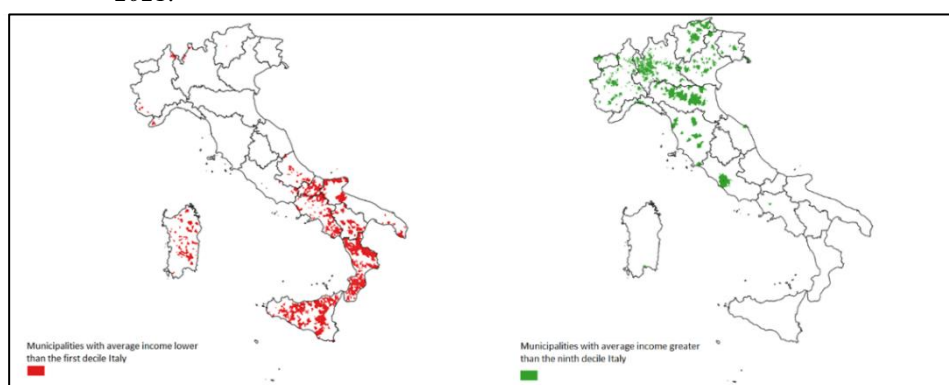 2021.
Municipalities with average income lower
than the first decile Italy
Municipalities with average income greater
than the ninth decile Italy